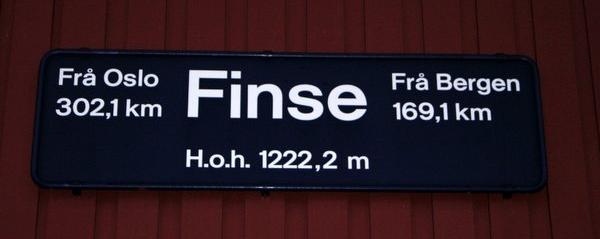 Frå Oslo
302,1 km
Finse
Frå Bergen
169,1 km
H.o.h. 1222,2 m